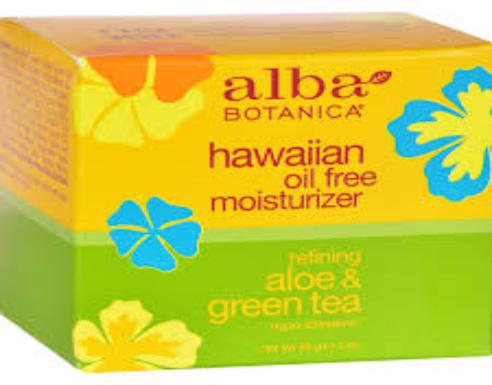 alba
BOTANICA®
hawaiian
oil free
moisturizer
refining
aloe &
green tea